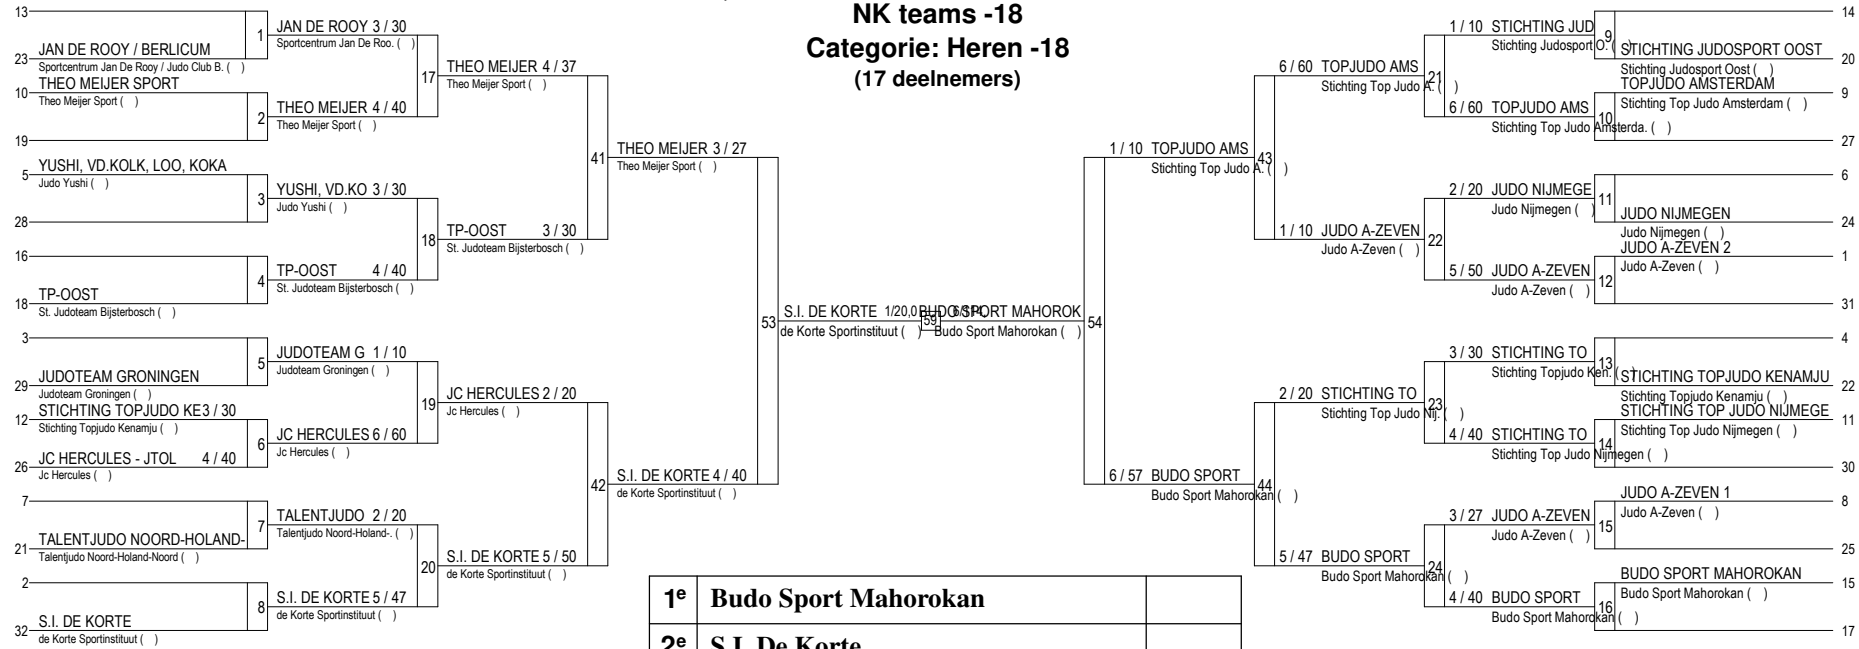 NK teams -18
Categorie: Heren -18
(17 deelnemers)
13
1
JAN DE ROOY 3 / 30
Sportcentrum Jan De Roo. ( )
JAN DE ROOY / BERLICUM
23
Sportcentrum Jan De Rooy / Judo Club B. ( )
17
THEO MEIJER 4 / 37
Theo Meijer Sport ( )
THEO MEIJER SPORT
10
Theo Meijer Sport ( )
2
THEO MEIJER 4 / 40
Theo Meijer Sport ( )
19
41
THEO MEIJER 3 / 27
Theo Meijer Sport ( )
YUSHI, VD.KOLK, LOO, KOKA
5
Judo Yushi ( )
3
YUSHI, VD.KO 3 / 30
Judo Yushi ( )
28
18
TP-OOST 3 / 30
St. Judoteam Bijsterbosch ( )
16
4
TP-OOST 4 / 40
St. Judoteam Bijsterbosch ( )
TP-OOST
18
St. Judoteam Bijsterbosch ( )
53
S.I. DE KORTE 1/20,0
de Korte Sportinstituut ( )
59
3
5
JUDOTEAM G 1 / 10
Judoteam Groningen ( )
JUDOTEAM GRONINGEN
29
Judoteam Groningen ( )
19
JC HERCULES 2 / 20
Jc Hercules ( )
STICHTING TOPJUDO KE 3 / 30
12
Stichting Topjudo Kenamju ( )
6
JC HERCULES 6 / 60
Jc Hercules ( )
JC HERCULES - JTOL 4 / 40
26
Jc Hercules ( )
42
S.I. DE KORTE 4 / 40
de Korte Sportinstituut ( )
7
7
TALENTJUDO 2 / 20
Talentjudo Noord-Holand-. ( )
TALENTJUDO NOORD-HOLAND-
21
Talentjudo Noord-Holand-Noord ( )
20
S.I. DE KORTE 5 / 50
de Korte Sportinstituut ( )
2
8
S.I. DE KORTE 5 / 47
de Korte Sportinstituut ( )
S.I. DE KORTE
32
de Korte Sportinstituut ( )
14
1 / 10 STICHTING JUD
Stichting Judosport O. ( )
9
STICHTING JUDOSPORT OOST
20
Stichting Judosport Oost ( )
6 / 60 TOPJUDO AMS
Stichting Top Judo A. ( )
21
TOPJUDO AMSTERDAM
9
Stichting Top Judo Amsterdam ( )
6 / 60 TOPJUDO AMS
Stichting Top Judo Amsterda. ( )
10
27
1 / 10 TOPJUDO AMS
Stichting Top Judo A. ( )
43
6
2 / 20 JUDO NIJMEGE
Judo Nijmegen ( )
11
JUDO NIJMEGEN
24
Judo Nijmegen ( )
1 / 10 JUDO A-ZEVEN
Judo A-Zeven ( )
22
JUDO A-ZEVEN 2
1
Judo A-Zeven ( )
5 / 50 JUDO A-ZEVEN
Judo A-Zeven ( )
12
31
BUDO SPORT MAHOROK
Budo Sport Mahorokan ( )
54
4
3 / 30 STICHTING TO
Stichting Topjudo Ken. ( )
13
STICHTING TOPJUDO KENAMJU
22
Stichting Topjudo Kenamju ( )
2 / 20 STICHTING TO
Stichting Top Judo Nij. ( )
23
STICHTING TOP JUDO NIJMEGE
11
Stichting Top Judo Nijmegen ( )
4 / 40 STICHTING TO
Stichting Top Judo Nijmegen ( )
14
30
6 / 57 BUDO SPORT
Budo Sport Mahorokan ( )
44
JUDO A-ZEVEN 1
8
Judo A-Zeven ( )
3 / 27 JUDO A-ZEVEN
Judo A-Zeven ( )
15
25
5 / 47 BUDO SPORT
Budo Sport Mahorokan ( )
24
BUDO SPORT MAHOROKAN
15
Budo Sport Mahorokan ( )
4 / 40 BUDO SPORT
Budo Sport Mahorokan ( )
16
17
1e Budo Sport Mahorokan
2e S.I. De Korte